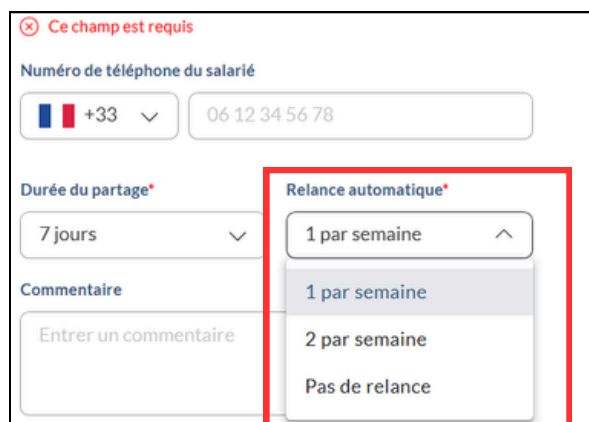 Ce champ est requis
Numéro de téléphone du salarié
+33 06 12 34 56 78
Durée du partage* Relance automatique*
7 jours 1 par semaine
Commentaire 1 par semaine
Entrer un commentaire 2 par semaine
Pas de relance